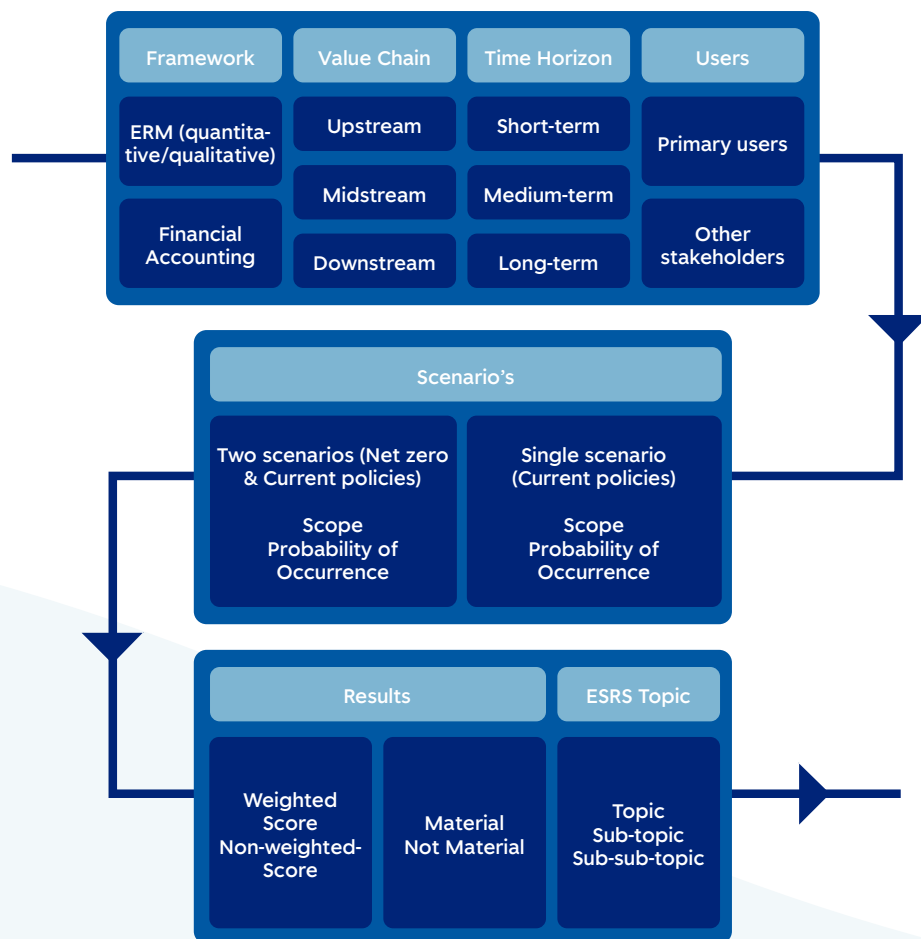 Framework
Value Chain
Time Horizon
Users
ERM (quantita-
tive/qualitative)
Financial
Accounting
Upstream
Midstream
Downstream
Short-term
Medium-term
Long-term
Primary users
Other
stakeholders
Scenario's
Two scenarios (Net zero
& Current policies)
Scope
Probability of
Occurrence
Single scenario
(Current policies)
Scope
Probability of
Occurrence
Results
ESRS Topic
Weighted
Score
Non-weighted-
Score
Material
Not Material
Topic
Sub-topic
Sub-sub-topic